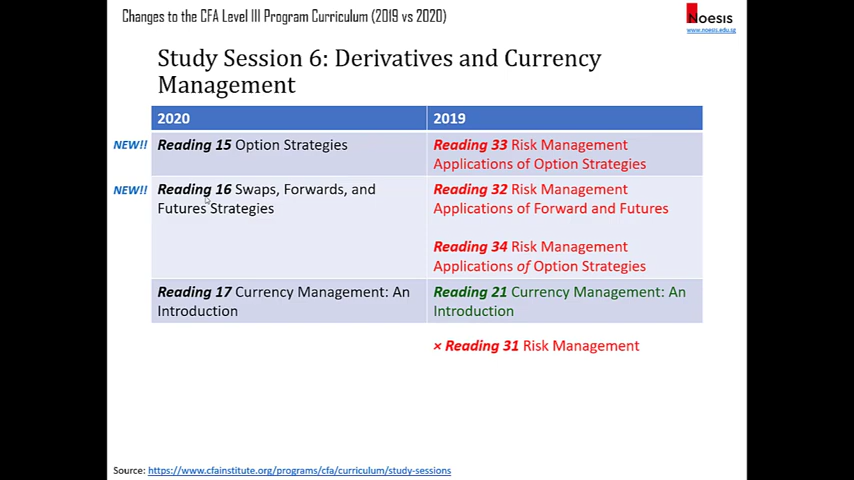 Changes to the CFA Level III Program Curriculum (2019 vs 2020)
Noesis
www.noesis.edu.sg
Study Session 6: Derivatives and Currency
Management
2020
2019
NEW!!
Reading 15 Option Strategies
Reading 33 Risk Management
Applications of Option Strategies
NEW!!
Reading 16 Swaps, Forwards, and
Futures Strategies
Reading 32 Risk Management
Applications of Forward and Futures
Reading 34 Risk Management
Applications of Option Strategies
Reading 17 Currency Management: An
Introduction
Reading 21 Currency Management: An
Introduction
× Reading 31 Risk Management
Source: https://www.cfainstitute.org/programs/cfa/curriculum/study-sessions